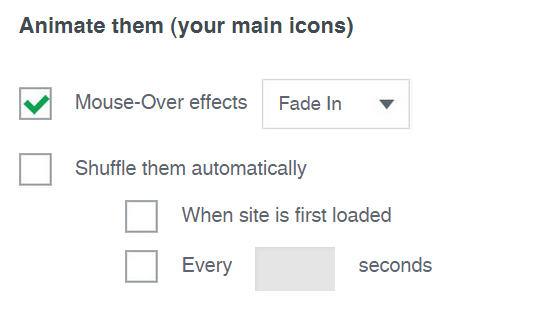 Animate them (your main icons)
Mouse-Over effects Fade In
Shuffle them automatically
When site is first loaded
Every seconds